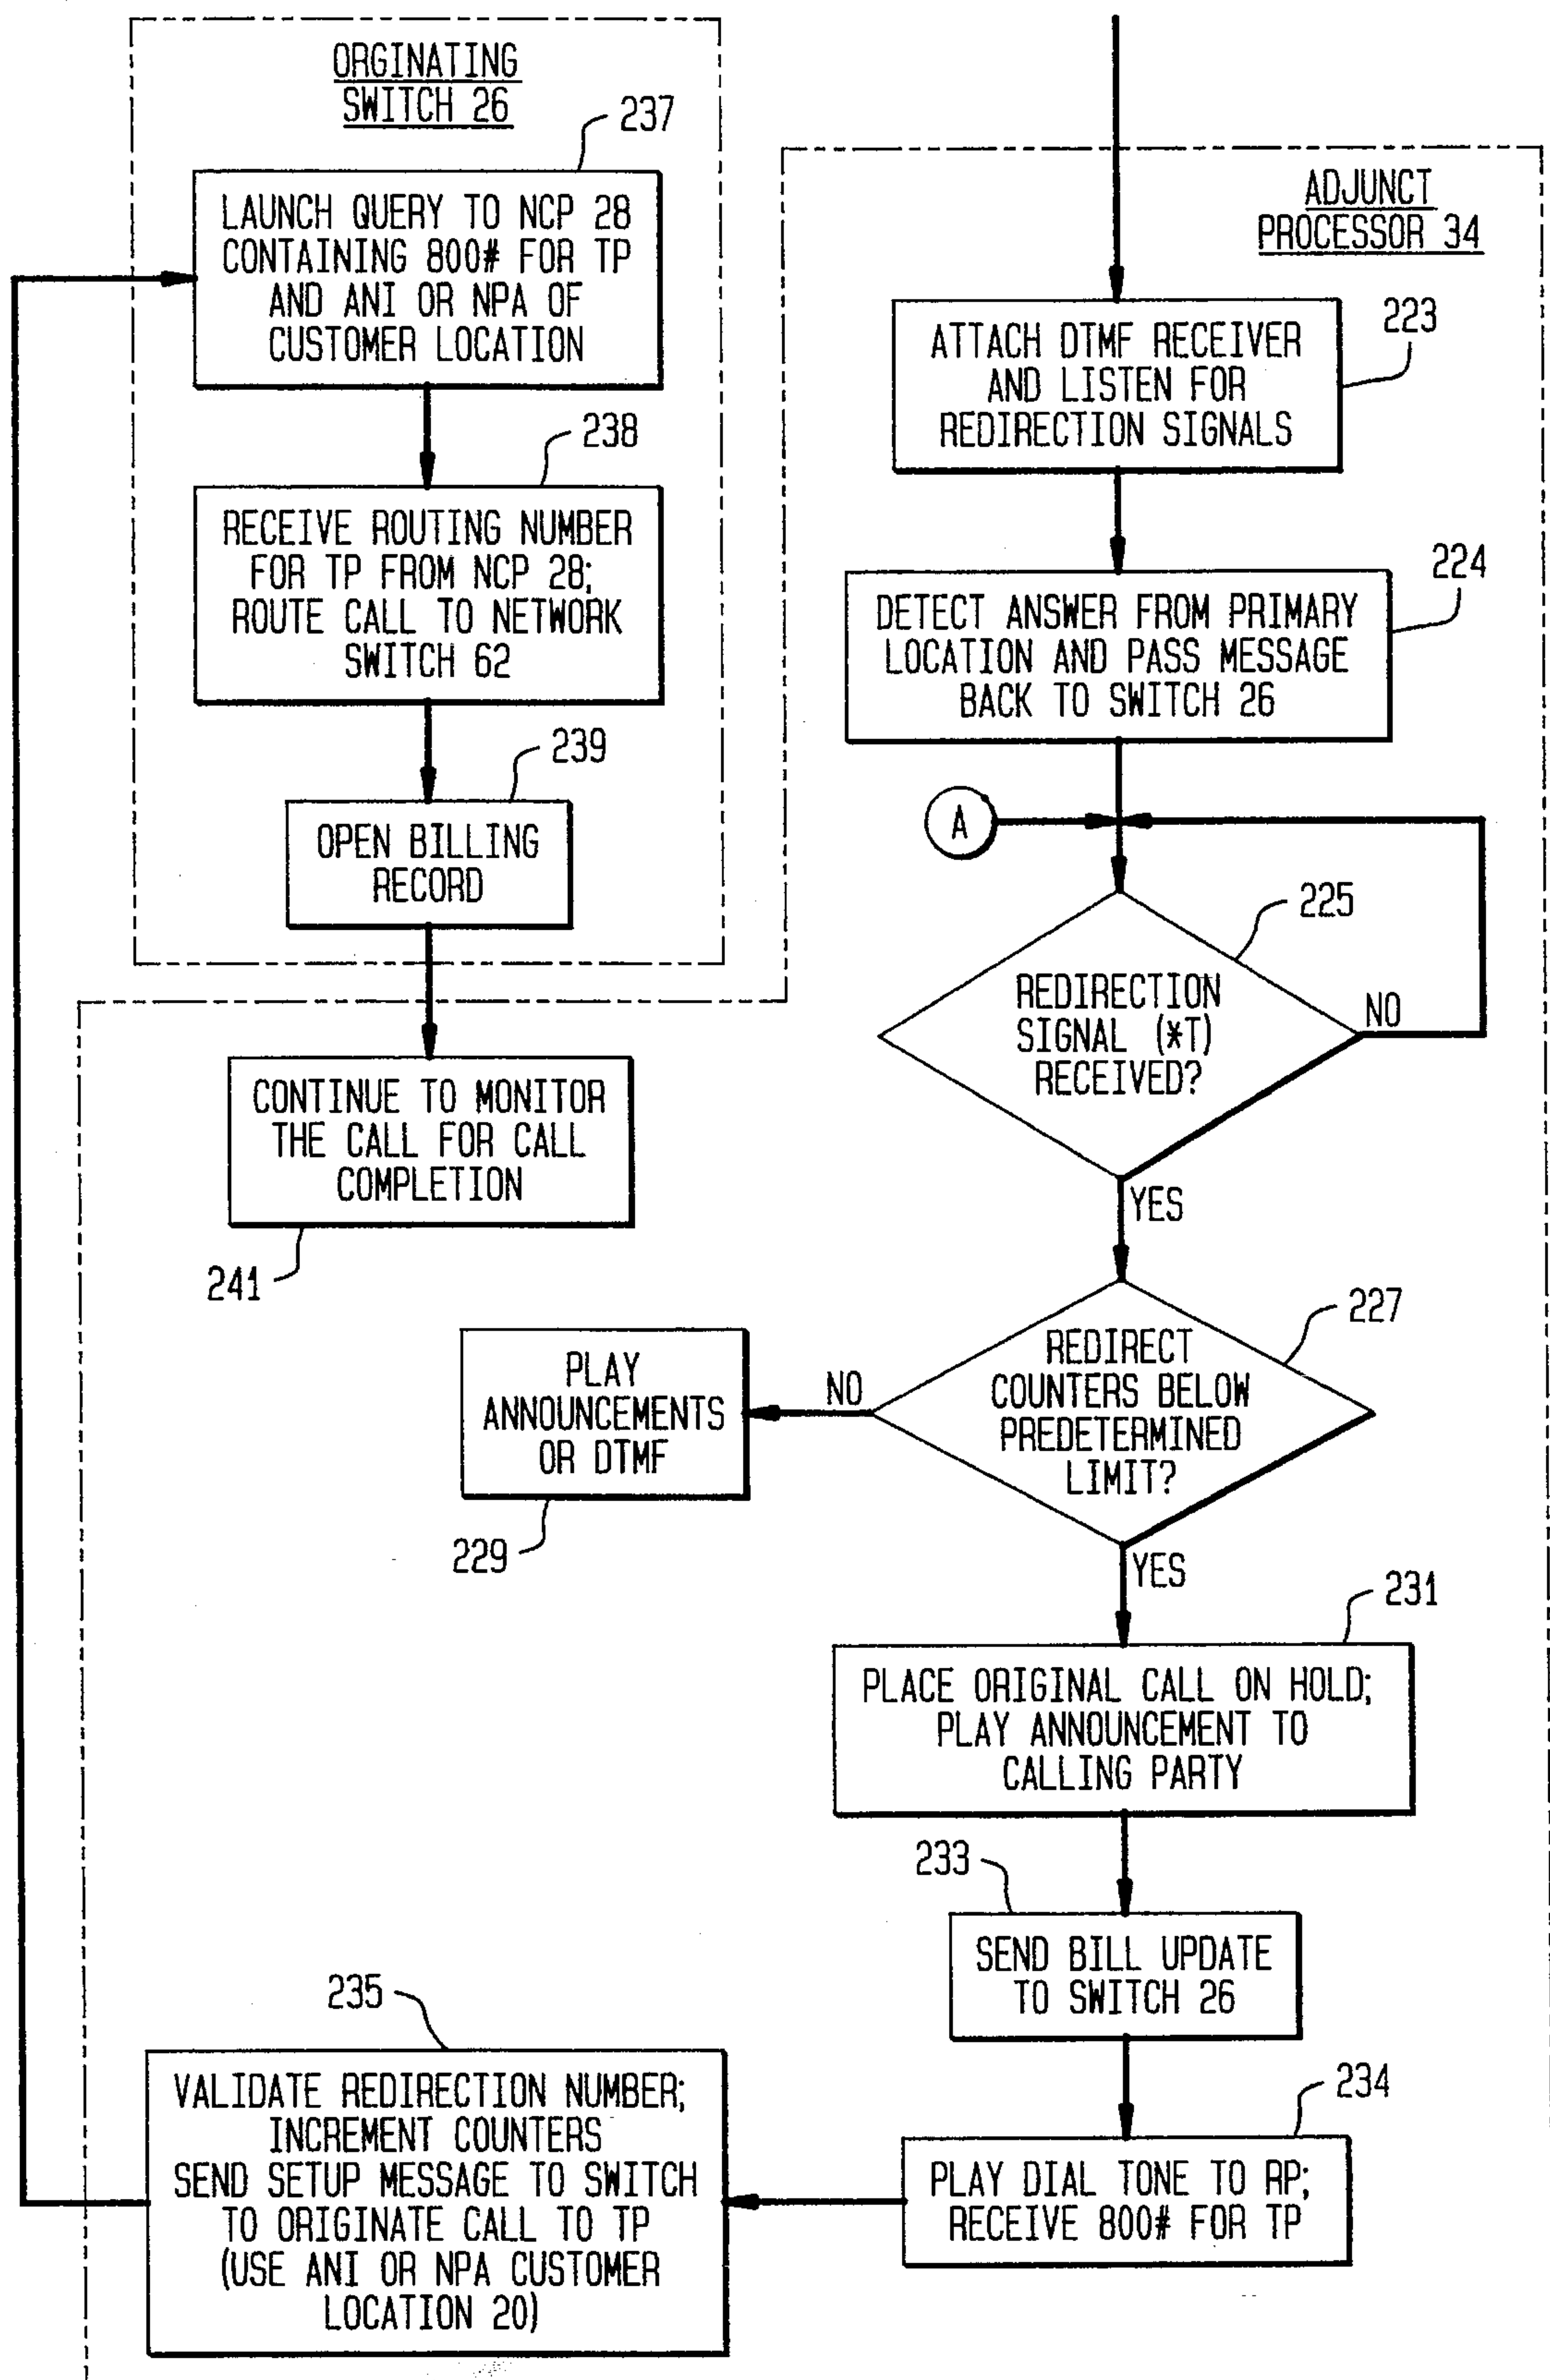 ORGINATING
SWITCH 26
237
LAUNCH QUERY TO NCP 28
CONTAINING 800# FOR TP
AND ANI OR NPA OF
CUSTOMER LOCATION
238
RECEIVE ROUTING NUMBER
FOR TP FROM NCP 28;
ROUTE CALL TO NETWORK
SWITCH 62
239
OPEN BILLING
RECORD
CONTINUE TO MONITOR
THE CALL FOR CALL
COMPLETION
241
ADJUNCT
PROCESSOR 34
ATTACH DTMF RECEIVER
AND LISTEN FOR
REDIRECTION SIGNALS
223
224
DETECT ANSWER FROM PRIMARY
LOCATION AND PASS MESSAGE
BACK TO SWITCH 26
A
225
REDIRECTION
SIGNAL (*T)
RECEIVED?
NO
YES
227
REDIRECT
COUNTERS BELOW
PREDETERMINED
LIMIT?
NO
PLAY
ANNOUNCEMENTS
OR DTMF
229
YES
231
PLACE ORIGINAL CALL ON HOLD;
PLAY ANNOUNCEMENT TO
CALLING PARTY
233
SEND BILL UPDATE
TO SWITCH 26
234
PLAY DIAL TONE TO RP;
RECEIVE 800# FOR TP
235
VALIDATE REDIRECTION NUMBER;
INCREMENT COUNTERS
SEND SETUP MESSAGE TO SWITCH
TO ORIGINATE CALL TO TP
(USE ANI OR NPA CUSTOMER
LOCATION 20)